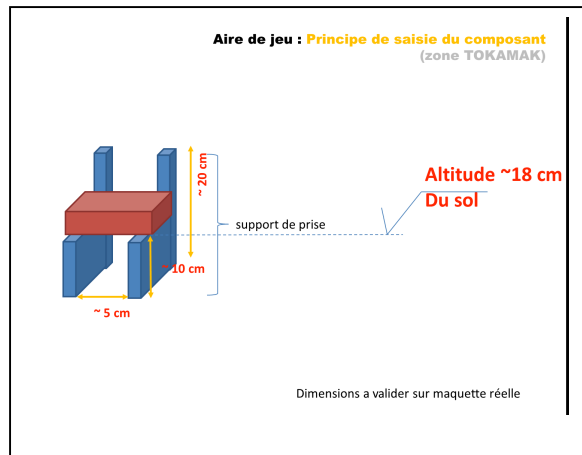 Aire de jeu : Principe de saisie du composant
(zone TOKAMAK)
~ 20 cm
Altitude ~18 cm
Du sol
support de prise
~ 10 cm
~ 5 cm
Dimensions a valider sur maquette réelle